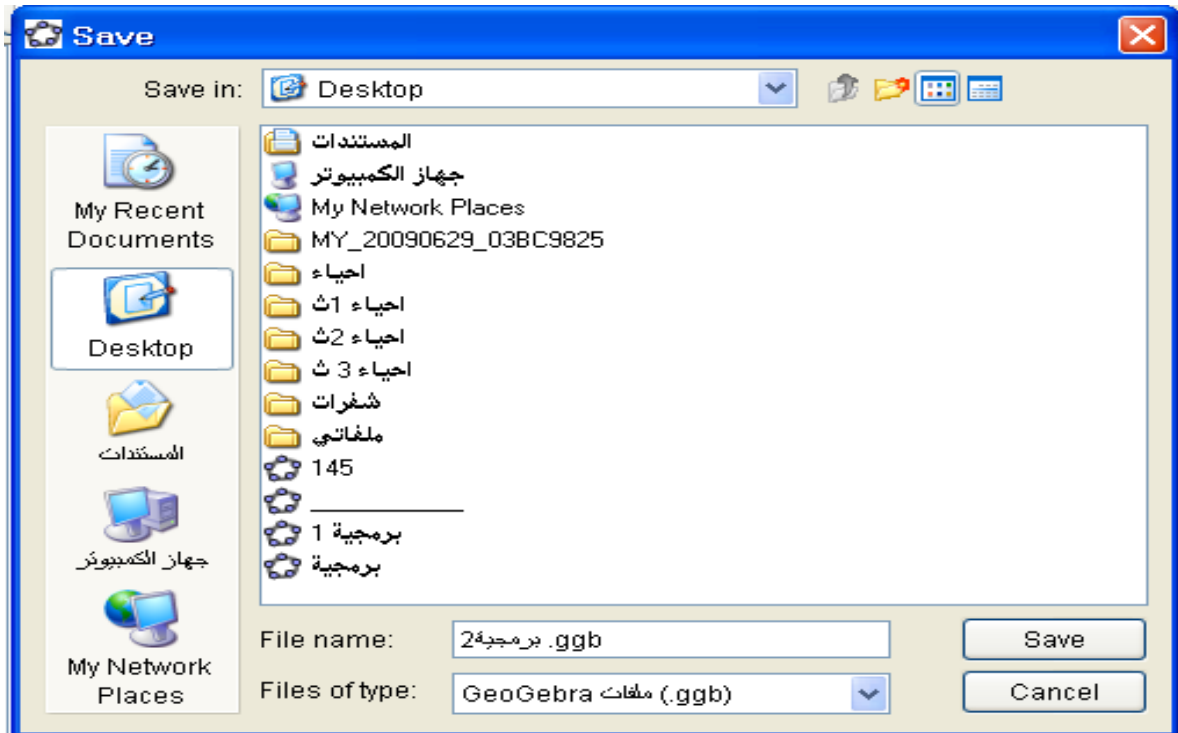 Save
Save in:
Desktop
My Recent
Documents
Desktop
المستندات
جهاز الكمبيوتر
My Network
Places
المستندات
جهاز الكمبيوتر
My Network Places
MY_20090629_03BC9825
احياء
احياء 1ث
احياء 2ث
احياء 3 ث
شفرات
ملفاتي
145
____________
برمجية 1
برمجية
File name:
برمجية2 .ggb
Save
Files of type:
GeoGebra ملفات (.ggb)
Cancel